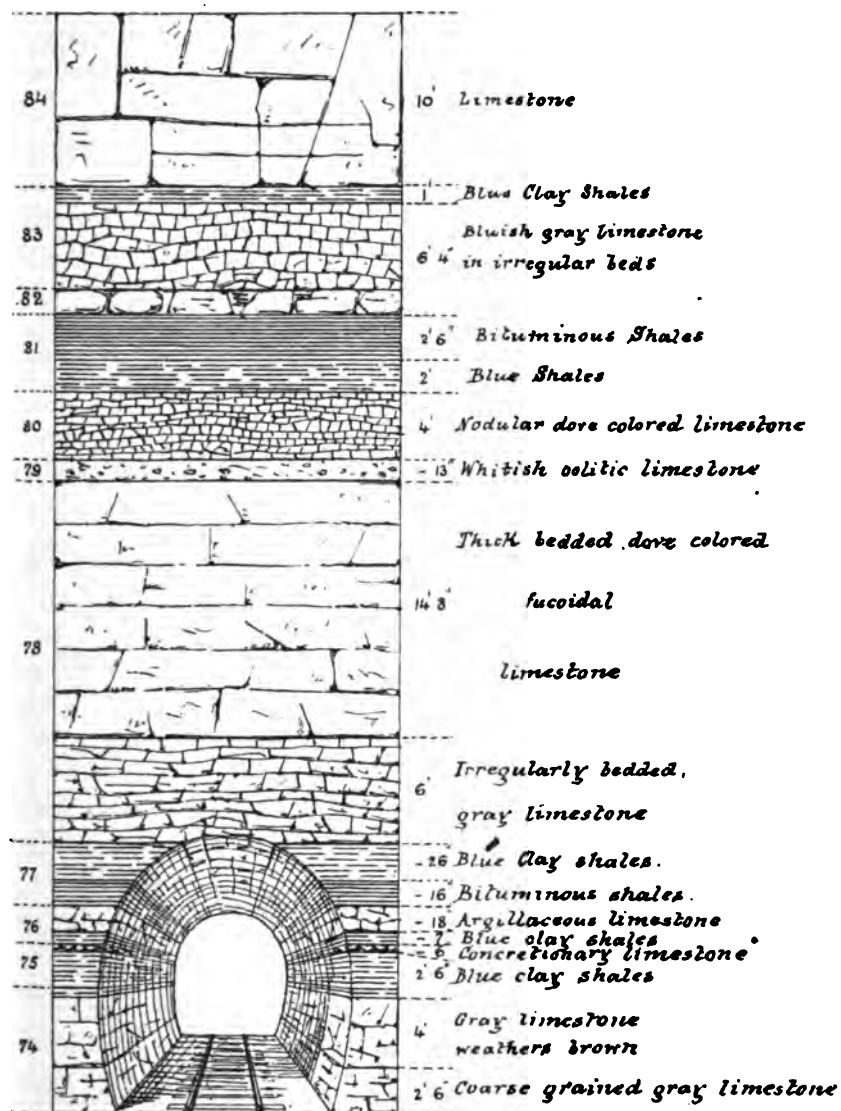 84 10' Limestone
1' Blue Clay Shales
83 Bluish gray limestone
6' 4" in irregular beds
82
81 2' 6" Bituminous Shales
2' Blue Shales
80 4' Nodular dove colored limestone
79 - 13" Whitish oolitic limestone
Thick bedded dove colored
14' 8" fucoidal
78 limestone
6' Irregularly bedded,
gray limestone
77 - 26" Blue Clay shales.
- 16" Bituminous shales.
76 - 18 Argillaceous limestone
- 7 Blue clay shales
- 6 Concretionary limestone
75 2' 6" Blue clay shales
Gray limestone
74 4' weathers brown
2' 6" Coarse grained gray limestone